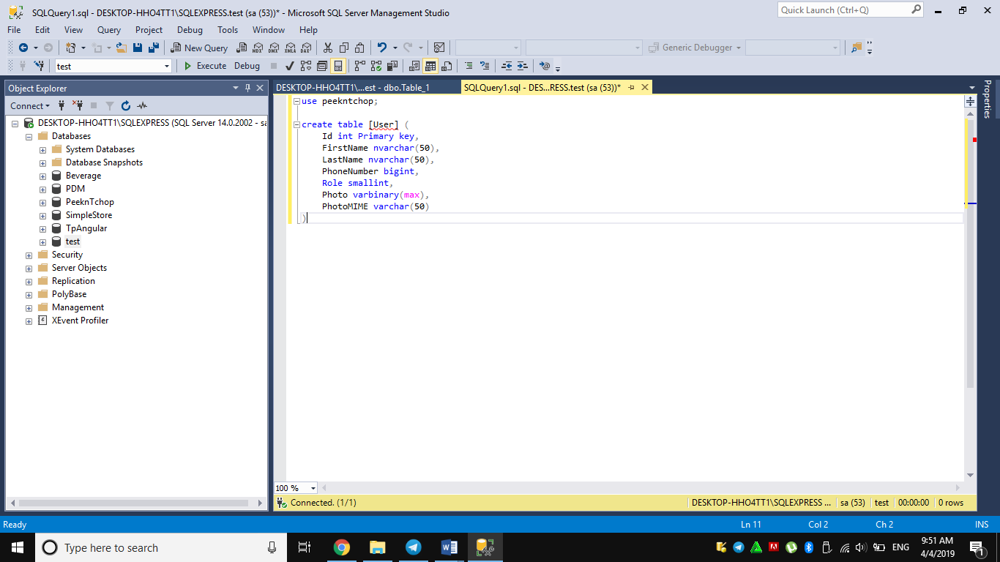 SQLQuery1.sql - DESKTOP-HHO4TT1\SQLEXPRESS.test (sa (53))* - Microsoft SQL Server Management Studio
Quick Launch (Ctrl+Q)
File Edit View Query Project Debug Tools Window Help
New Query
MDX DMX XMLA DAX
Generic Debugger
test
Execute Debug
Object Explorer
DESKTOP-HHO4TT1\...est - dbo.Table_1
SQLQuery1.sql - DES...RESS.test (sa (53))*
Properties
Connect
DESKTOP-HHO4TT1\SQLEXPRESS (SQL Server 14.0.2002 - sa
Databases
System Databases
Database Snapshots
Beverage
PDM
PeeknTchop
SimpleStore
TpAngular
test
Security
Server Objects
Replication
PolyBase
Management
XEvent Profiler
use peekntchop;
create table [User] (
Id int Primary key,
FirstName nvarchar(50),
LastName nvarchar(50),
PhoneNumber bigint,
Role smallint,
Photo varbinary(max),
PhotoMIME varchar(50)
)
100 %
Connected. (1/1)
DESKTOP-HHO4TT1\SQLEXPRESS ... sa (53) test 00:00:00 0 rows
Ready
Ln 11 Col 2 Ch 2 INS
Type here to search
ENG
9:51 AM
4/4/2019
1